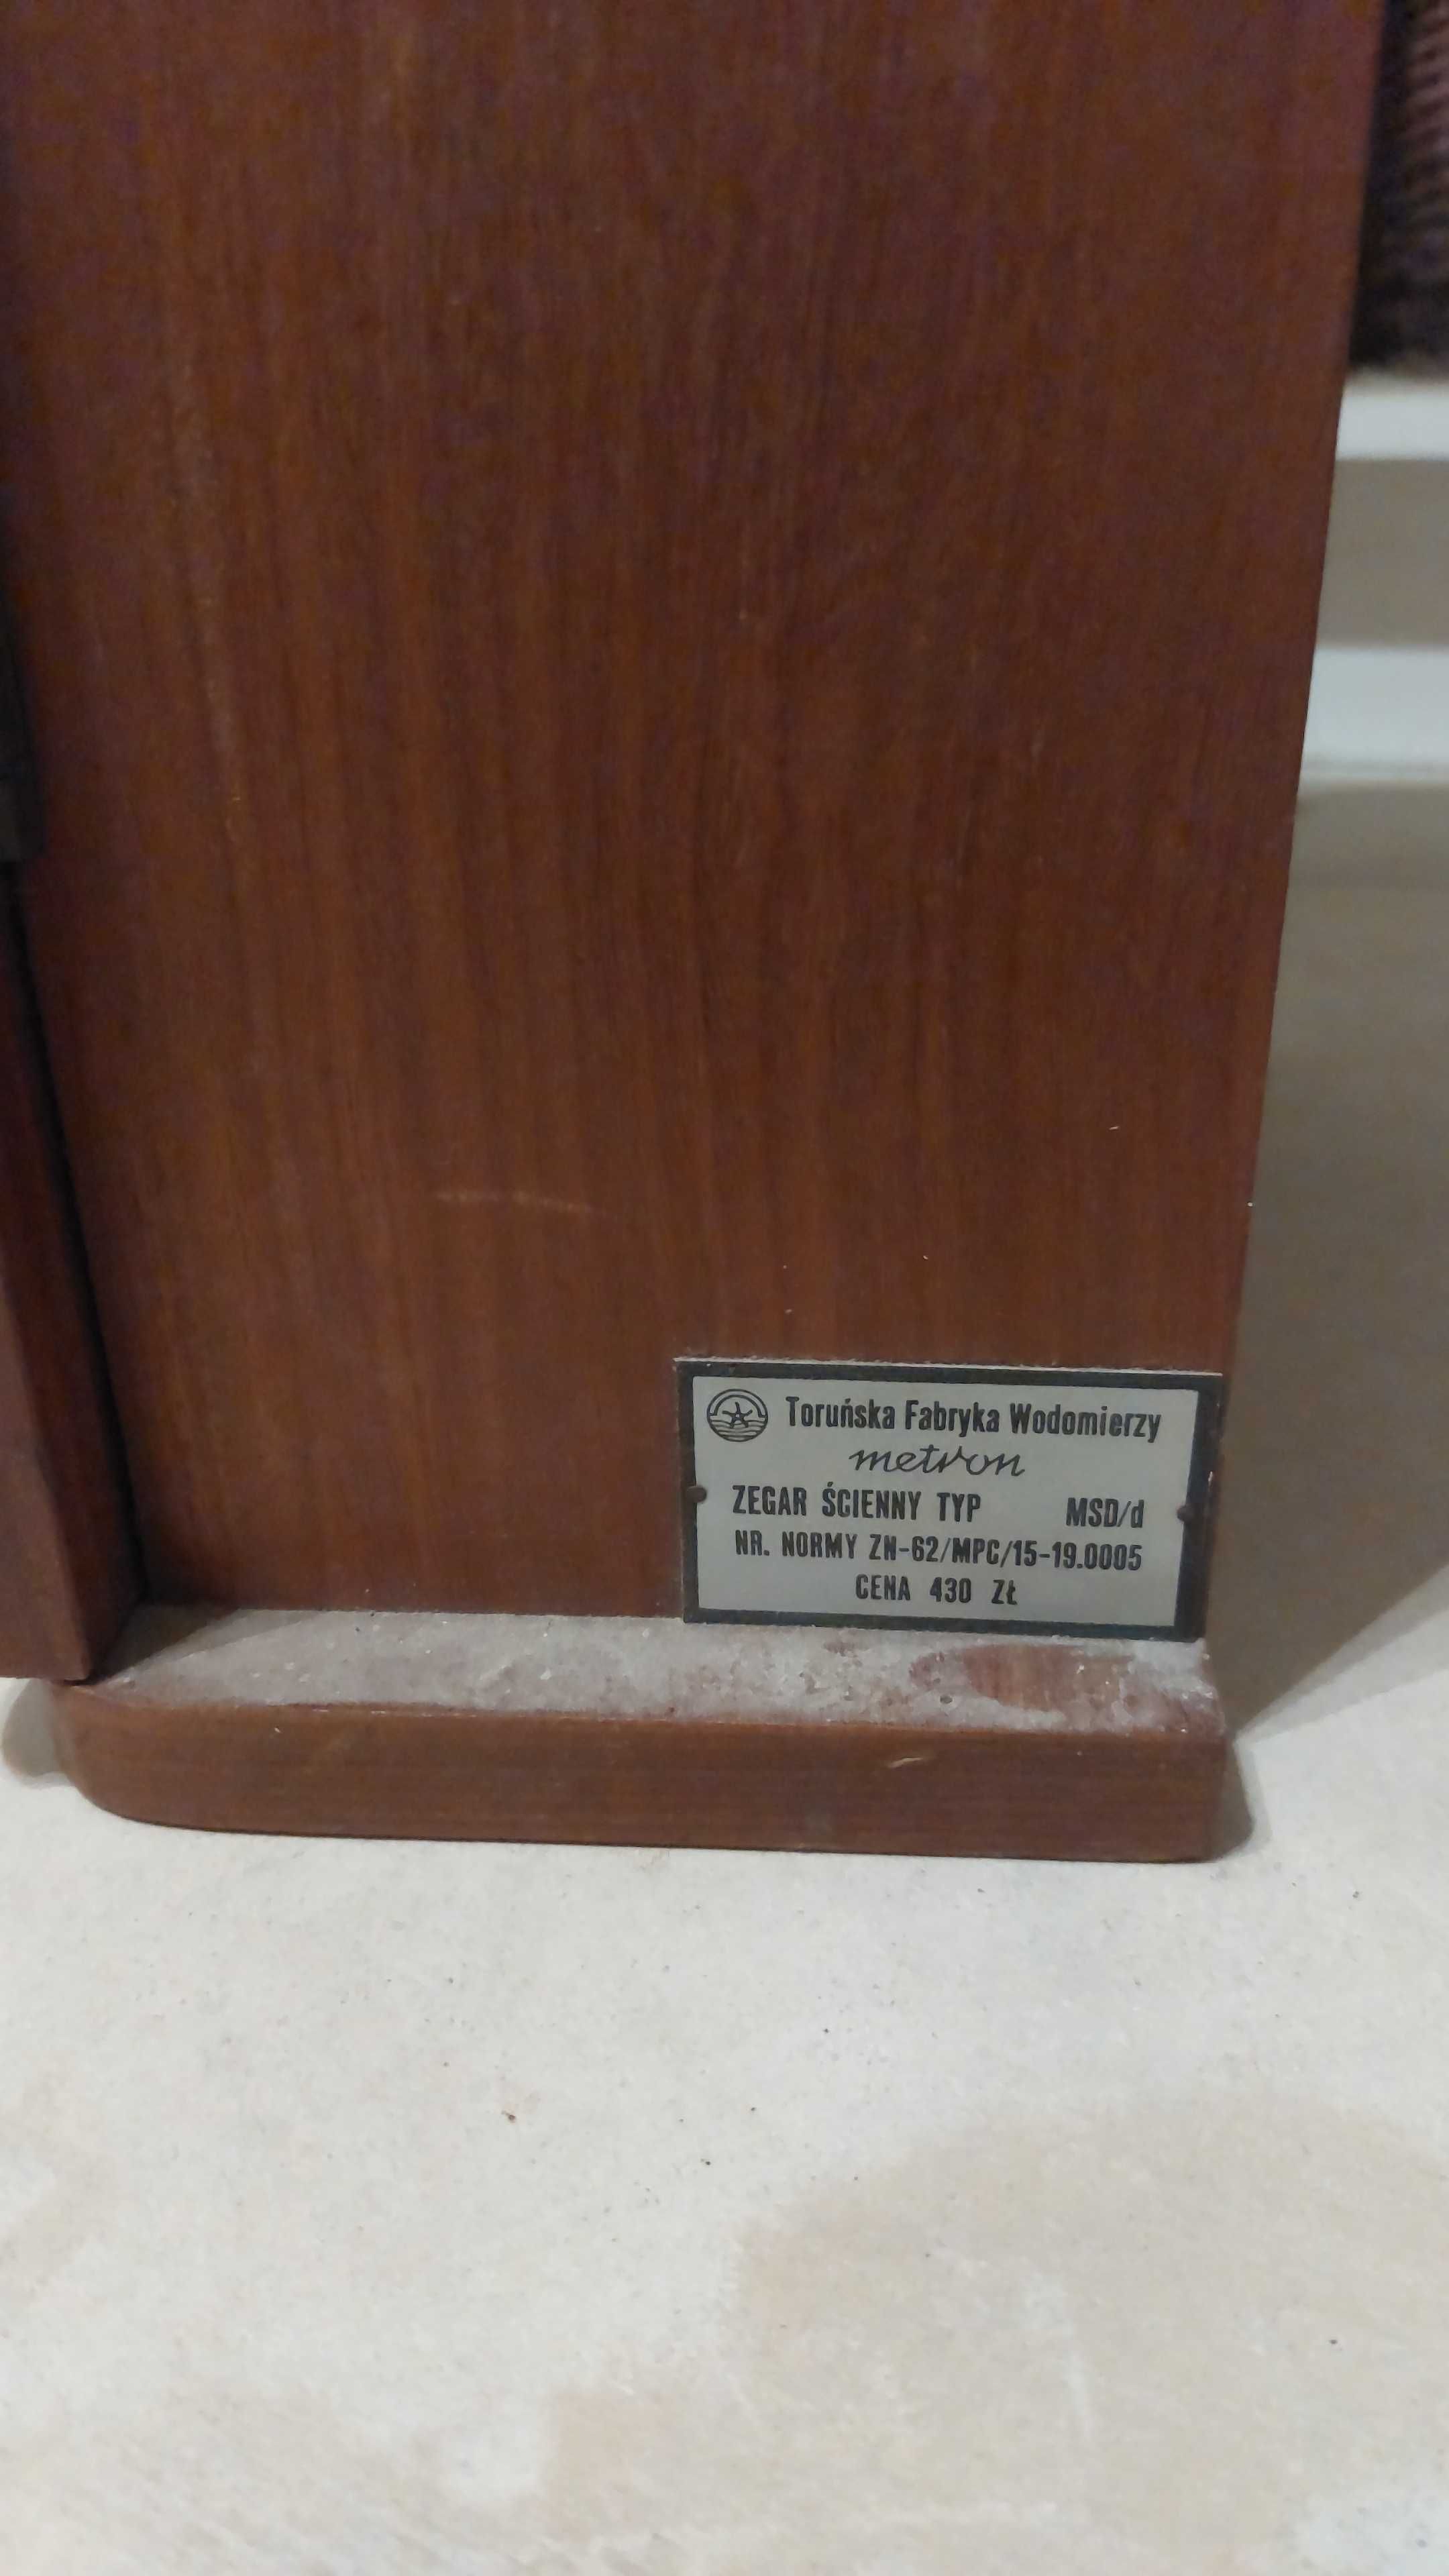 Toruńska Fabryka Wodomierzy
metron
ZEGAR ŚCIENNY TYP MSD/d
NR. NORMY ZN-62/MPC/15-19.0005
CENA 430 ZŁ